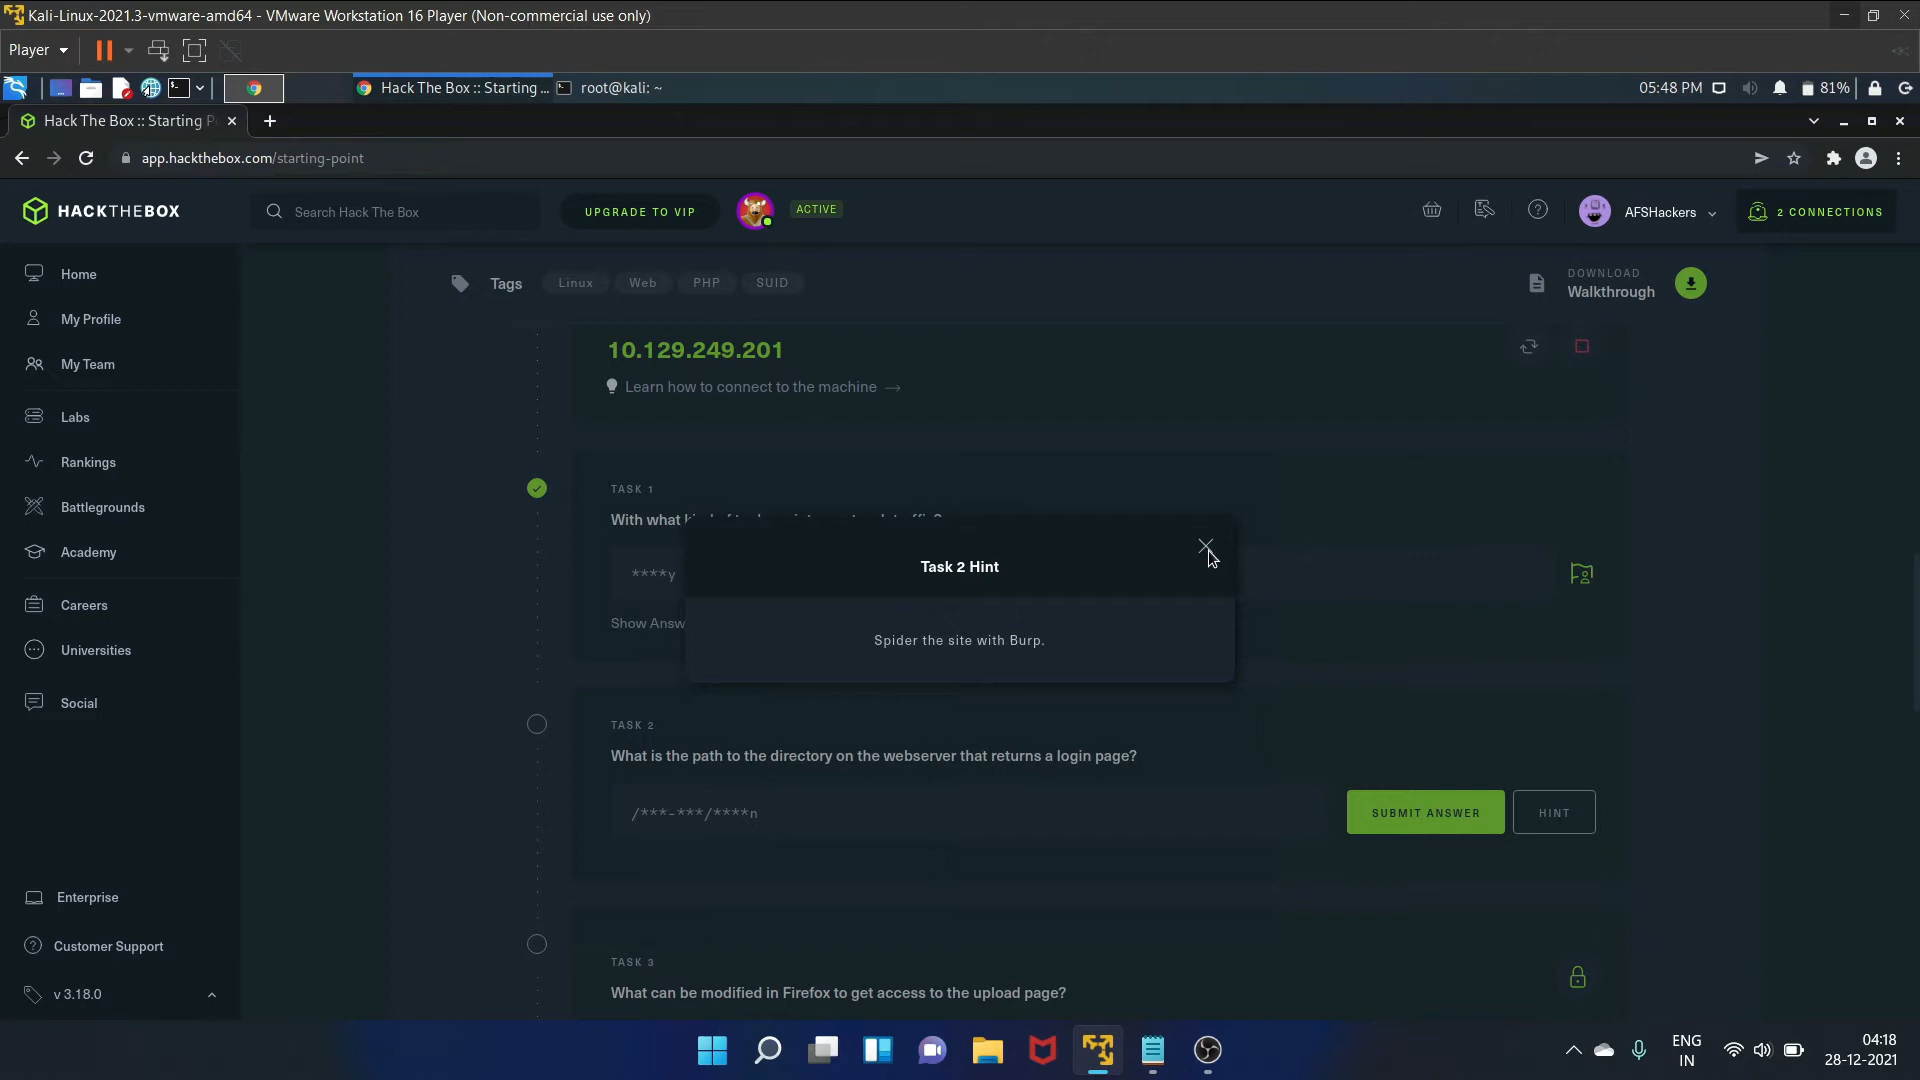 Kali-Linux-2021.3-vmware-amd64 - VMware Workstation 16 Player (Non-commercial use only)
Player
Hack The Box :: Starting ...
root@kali: ~
05:48 PM
81%
Hack The Box :: Starting P
app.hackthebox.com/starting-point
HACKTHEBOX
Search Hack The Box
UPGRADE TO VIP
ACTIVE
AFSHackers
2 CONNECTIONS
Home
My Profile
My Team
Labs
Rankings
Battlegrounds
Academy
Careers
Universities
Social
Enterprise
Customer Support
v 3.18.0
Tags
Linux
Web
PHP
SUID
DOWNLOAD
Walkthrough
10.129.249.201
Learn how to connect to the machine →
TASK 1
With what
****y
Show Answ
Task 2 Hint
Spider the site with Burp.
TASK 2
What is the path to the directory on the webserver that returns a login page?
/***-***/****n
SUBMIT ANSWER
HINT
TASK 3
What can be modified in Firefox to get access to the upload page?
ENG
IN
04:18
28-12-2021